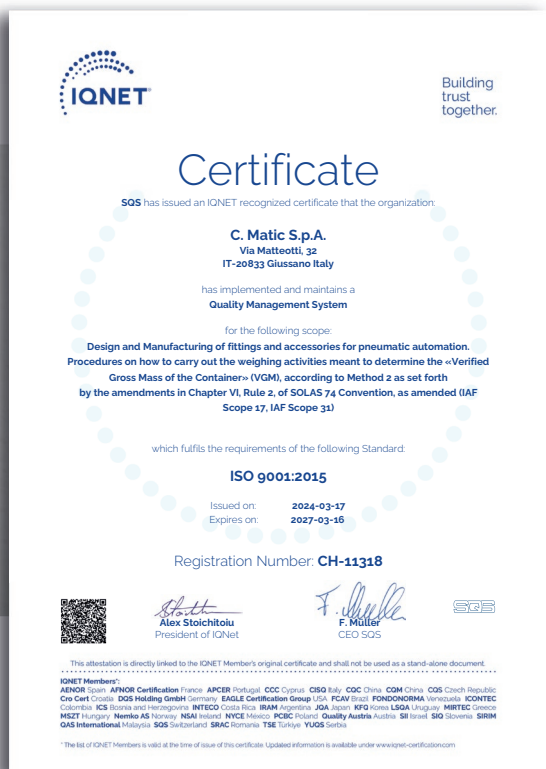 IQNET
Building
trust
together.
Certificate
SQS has issued an IQNET recognized certificate that the organization:
C. Matic S.p.A.
Via Matteotti, 32
IT-20833 Giussano Italy
has implemented and maintains a
Quality Management System
for the following scope:
Design and Manufacturing of fittings and accessories for pneumatic automation.
Procedures on how to carry out the weighing activities meant to determine the «Verified
Gross Mass of the Container» (VGM), according to Method 2 as set forth
by the amendments in Chapter VI, Rule 2, of SOLAS 74 Convention, as amended (IAF
Scope 17, IAF Scope 31)
which fulfils the requirements of the following Standard:
ISO 9001:2015
Issued on: 2024-03-17
Expires on: 2027-03-16
Registration Number: CH-11318
Alex Stoichitoiu
President of IQNet
F. Müller
CEO SQS
SQS
This attestation is directly linked to the IQNET Member's original certificate and shall not be used as a stand-alone document.
IQNET Members*:
AENOR Spain AFNOR Certification France APCER Portugal CCC Cyprus CISQ Italy CQC China CQM China CQS Czech Republic
Cro Cert Croatia DQS Holding GmbH Germany EAGLE Certification Group USA FCAV Brazil FONDONORMA Venezuela ICONTEC
Colombia ICS Bosnia and Herzegovina INTECO Costa Rica IRAM Argentina JQA Japan KFQ Korea LSQA Uruguay MIRTEC Greece
MSZT Hungary Nemko AS Norway NSAI Ireland NYCE México PCBC Poland Quality Austria Austria SII Israel SIQ Slovenia SIRIM
QAS International Malaysia SQS Switzerland SRAC Romania TSE Türkiye YUQS Serbia
* The list of IQNET Members is valid at the time of issue of this certificate. Updated information is available under www.iqnet-certification.com